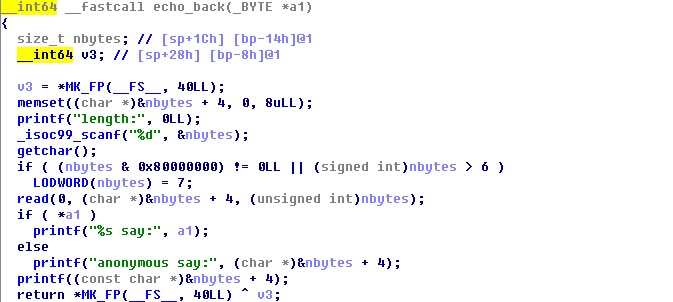 __int64 __fastcall echo_back(_BYTE *a1)
{
  size_t nbytes; // [sp+1Ch] [bp-14h]@1
  __int64 v3; // [sp+28h] [bp-8h]@1

  v3 = *MK_FP(__FS__, 40LL);
  memset((char *)&nbytes + 4, 0, 8uLL);
  printf("length:", 0LL);
  _isoc99_scanf("%d", &nbytes);
  getchar();
  if ( (nbytes & 0x80000000) != 0LL || (signed int)nbytes > 6 )
    LODWORD(nbytes) = 7;
  read(0, (char *)&nbytes + 4, (unsigned int)nbytes);
  if ( *a1 )
    printf("%s say:", a1);
  else
    printf("anonymous say:", (char *)&nbytes + 4);
  printf((const char *)&nbytes + 4);
  return *MK_FP(__FS__, 40LL) ^ v3;